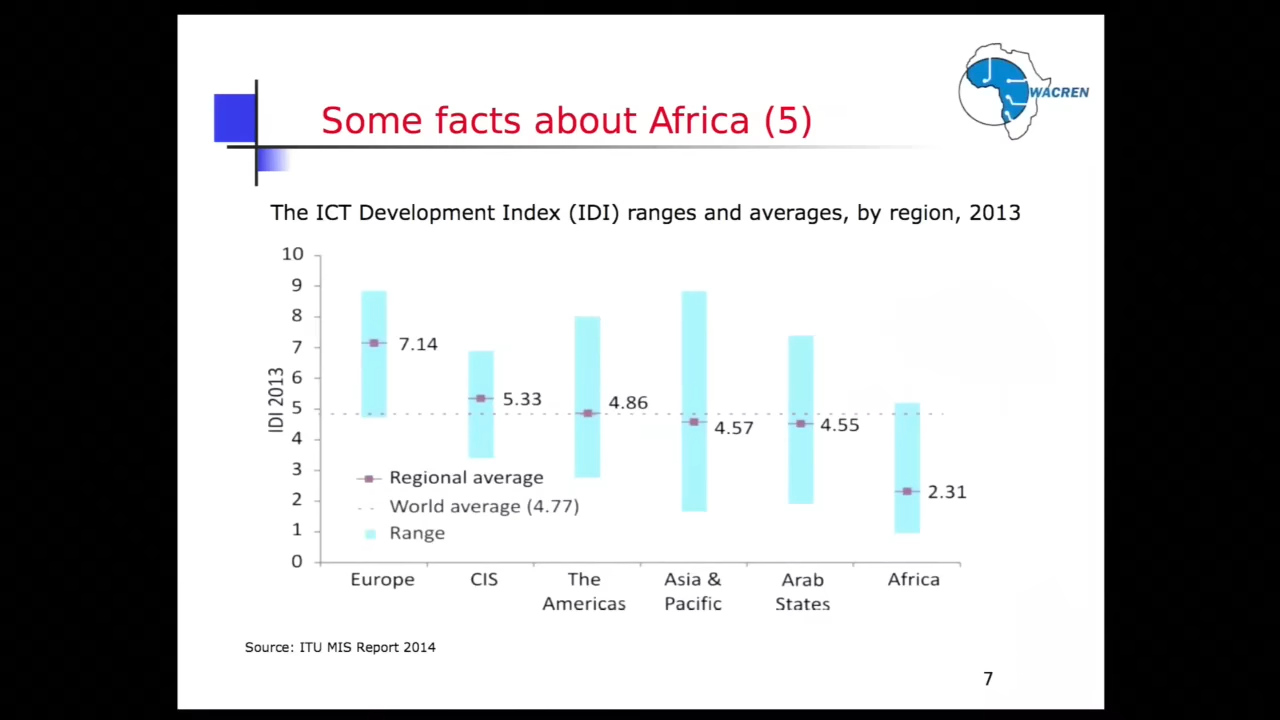 WACREN
Some facts about Africa (5)
The ICT Development Index (IDI) ranges and averages, by region, 2013
10
9
8
7
6
5
4
3
2
1
0
IDI 2013
7.14
5.33
4.86
4.57
4.55
2.31
Regional average
World average (4.77)
Range
Europe
CIS
The
Americas
Asia &
Pacific
Arab
States
Africa
Source: ITU MIS Report 2014
7